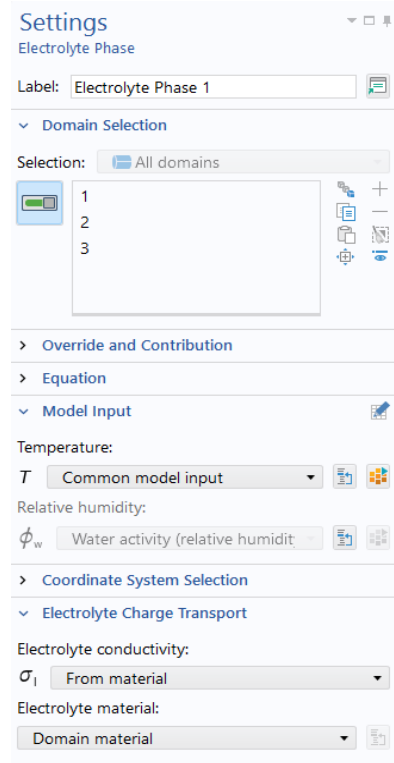 Settings
Electrolyte Phase
Label: Electrolyte Phase 1
Domain Selection
Selection: All domains
1
2
3
Override and Contribution
Equation
Model Input
Temperature:
T Common model input
Relative humidity:
ϕw Water activity (relative humidit
Coordinate System Selection
Electrolyte Charge Transport
Electrolyte conductivity:
σl From material
Electrolyte material:
Domain material